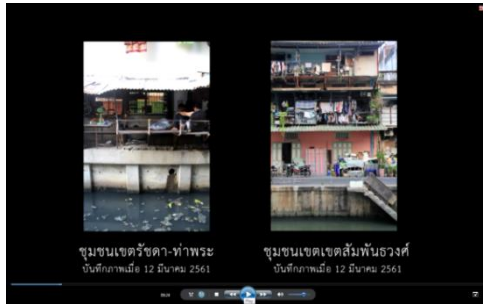 ชุมชนเขตรัชดา-ท่าพระ
บันทึกภาพเมื่อ 12 มีนาคม 2561
ชุมชนเขตเขตสัมพันธวงศ์
บันทึกภาพเมื่อ 12 มีนาคม 2561